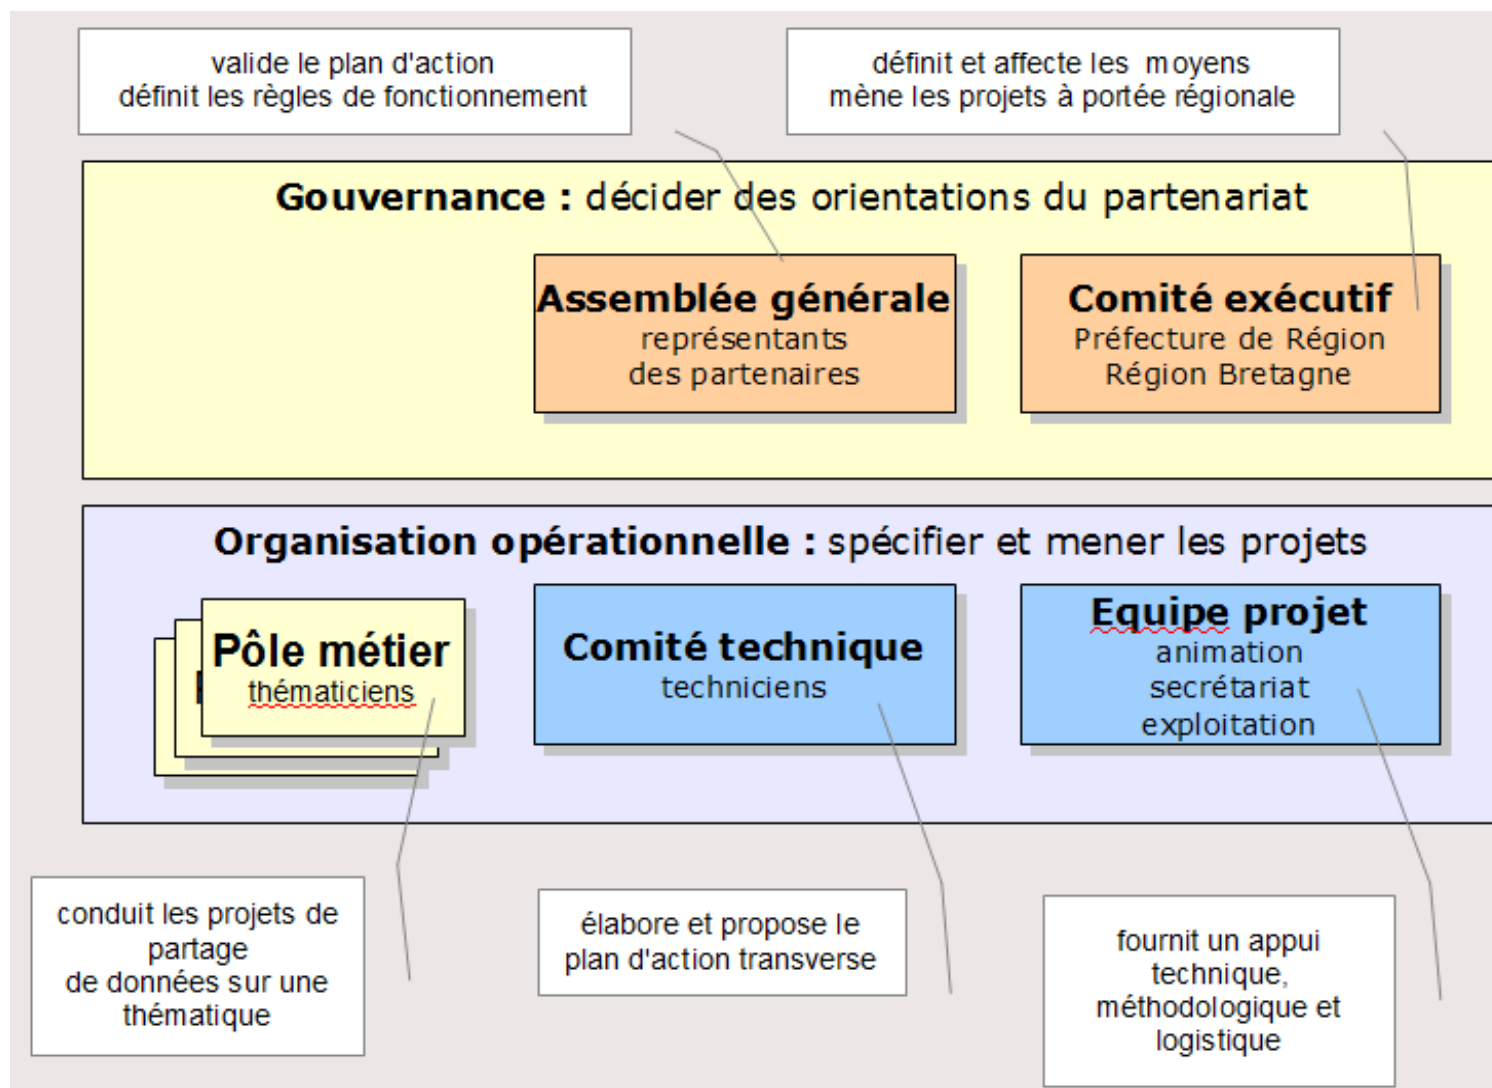 valide le plan d'action
définit les règles de fonctionnement
définit et affecte les moyens
mène les projets à portée régionale
Gouvernance : décider des orientations du partenariat
Assemblée générale
représentants
des partenaires
Comité exécutif
Préfecture de Région
Région Bretagne
Organisation opérationnelle : spécifier et mener les projets
Pôle métier
thématiciens
Comité technique
techniciens
Equipe projet
animation
secrétariat
exploitation
conduit les projets de
partage
de données sur une
thématique
élabore et propose le
plan d'action transverse
fournit un appui
technique,
méthodologique et
logistique